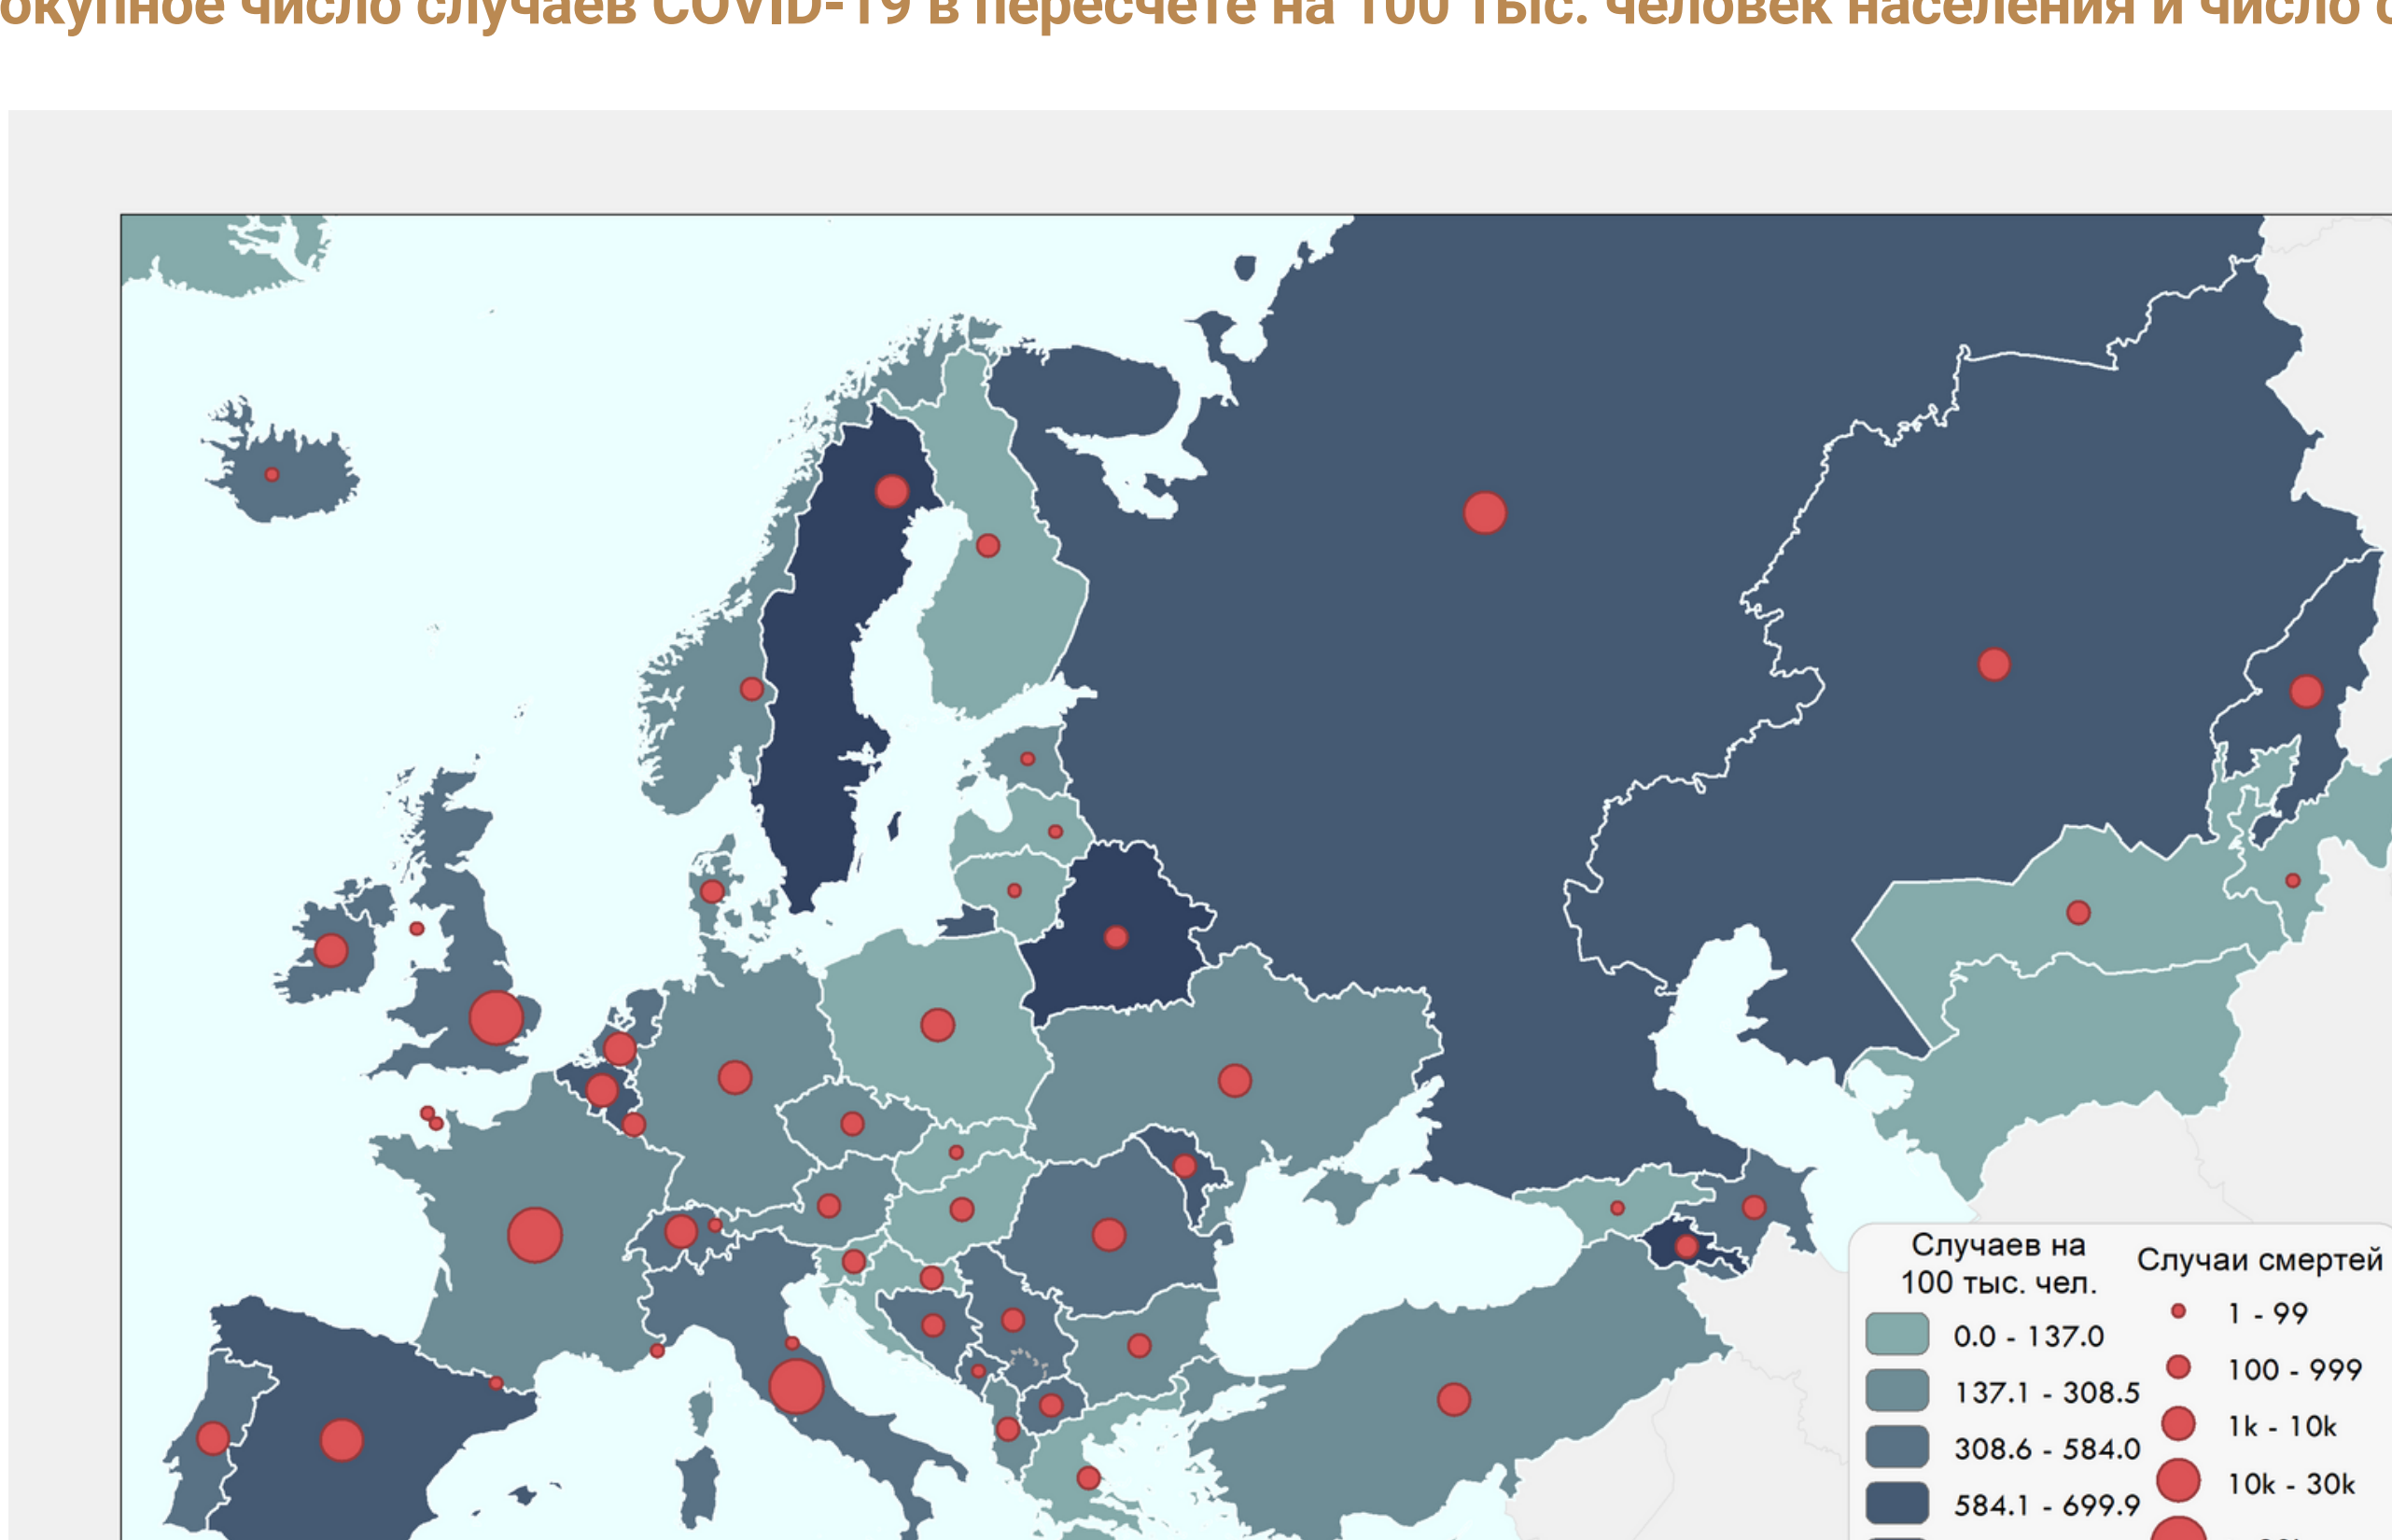 число случаев COVID-19 в пересчете на 100 тыс. человек населения и число
Случаев на
100 тыс. чел.
0.0 - 137.0
137.1 - 308.5
308.6 - 584.0
584.1 - 699.9
Случаи смертей
1 - 99
100 - 999
1k - 10k
10k - 30k